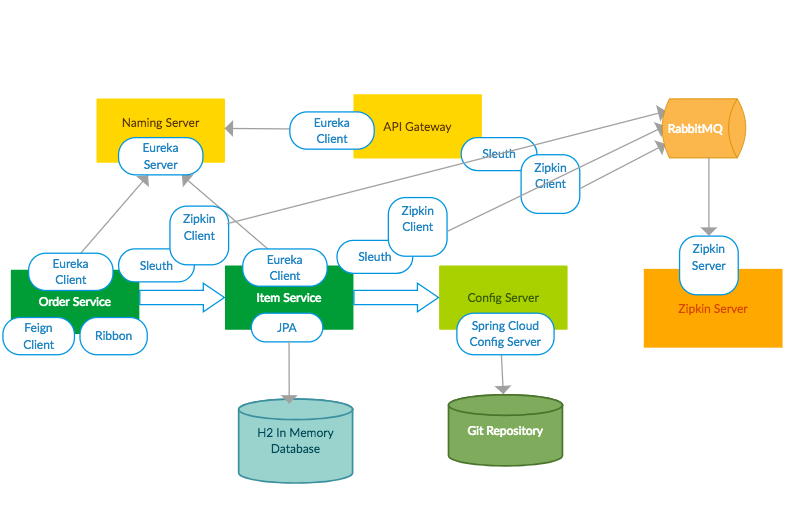 Naming Server
Eureka
Server
Eureka
Client
API Gateway
Sleuth
Zipkin
Client
RabbitMQ
Zipkin
Client
Zipkin
Client
Eureka
Client
Sleuth
Eureka
Client
Sleuth
Zipkin
Server
Order Service
Item Service
Config Server
Zipkin Server
Feign
Client
Ribbon
JPA
Spring Cloud
Config Server
H2 In Memory
Database
Git Repository